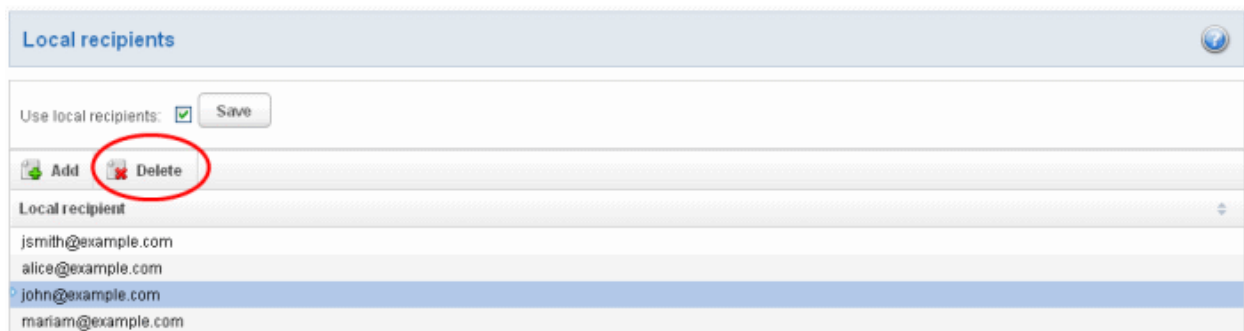 Local recipients
Use local recipients: Save
Add Delete
Local recipient
jsmith@example.com
alice@example.com
john@example.com
mariam@example.com